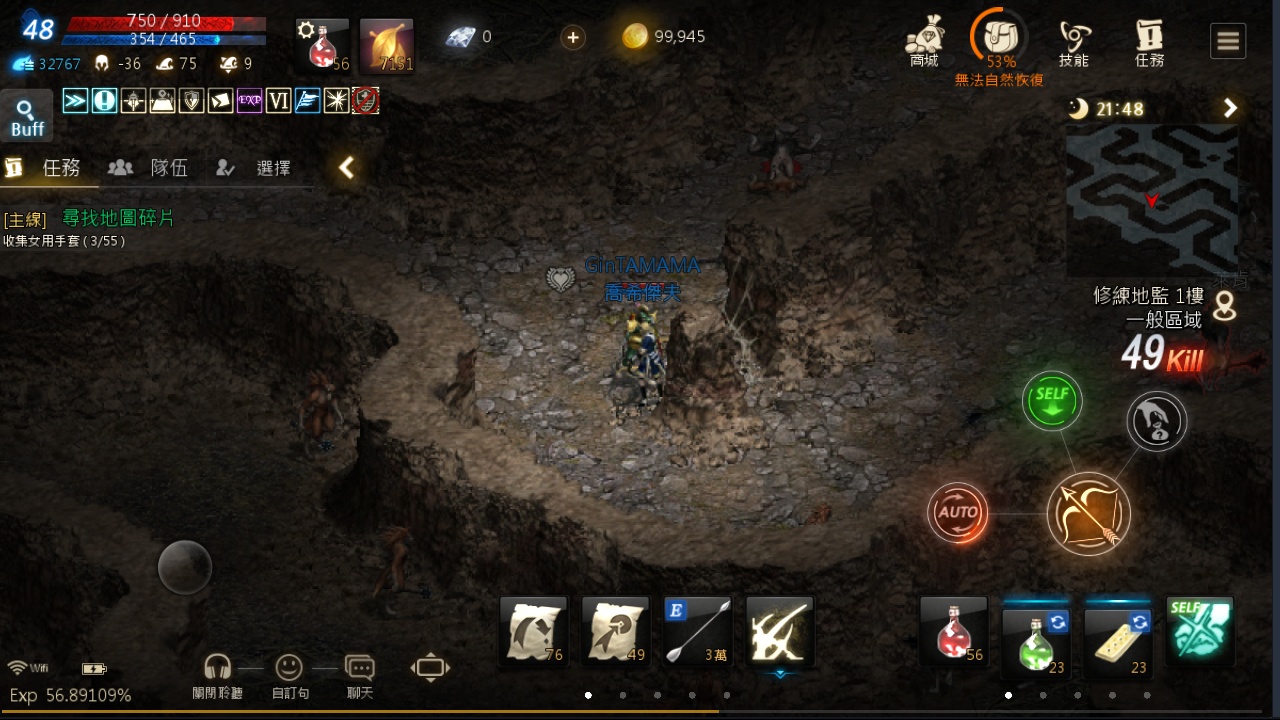 48
750 / 910
354 / 465
32767
-36
75
9
56
7151
0
99,945
商城
53%
無法自然恢復
技能
任務
Buff
EXP
VI
21:48
任務
隊伍
選擇
[主線] 尋找地圖碎片
收集女用手套 (3/55)
GinTAMAMA
喬希傑夫
修練地監 1樓
一般區域
49 Kill
SELF
AUTO
76
49
E
3萬
56
23
23
SELF
Wifi
Exp 56.89109%
關閉聆聽
自訂句
聊天